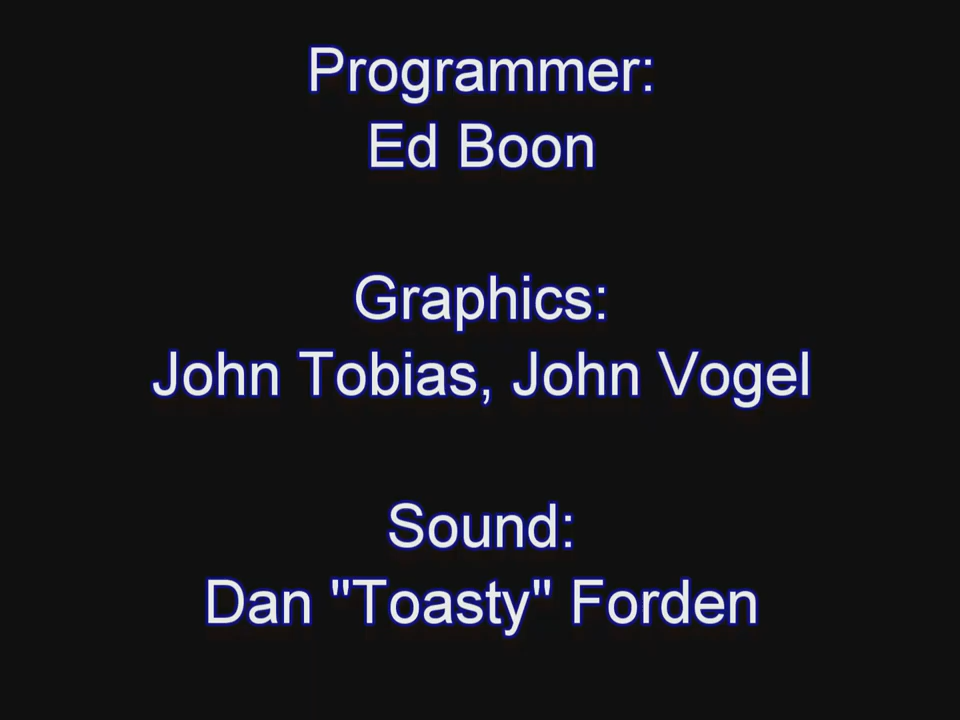 Programmer:
Ed Boon
Graphics:
John Tobias, John Vogel
Sound:
Dan "Toasty" Forden